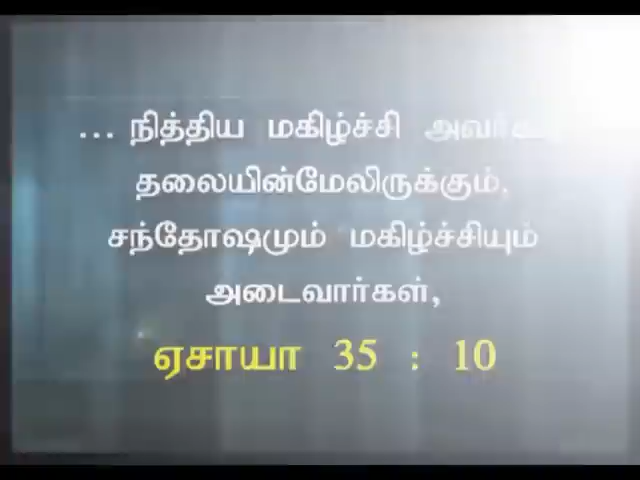 ... நித்திய மகிழ்ச்சி
தலையின்மேலிருக்கும்,
சந்தோஷமும் மகிழ்ச்சியும்
அடைவார்கள்,
ஏசாயா 35 : 10